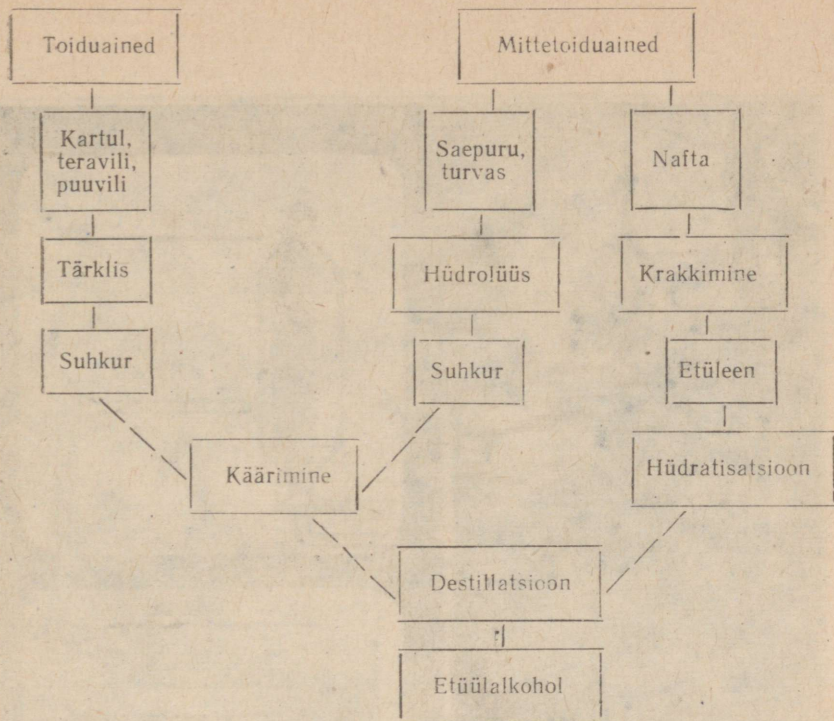 Toiduained
Mittetoiduained
Kartul,
teravili,
puuvili
Saepuru,
turvas
Nafta
Tärklis
Hüdrolüüs
Krakkimine
Suhkur
Suhkur
Etüleen
Käärimine
Hüdratisatsioon
Destillatsioon
Etüülalkohol